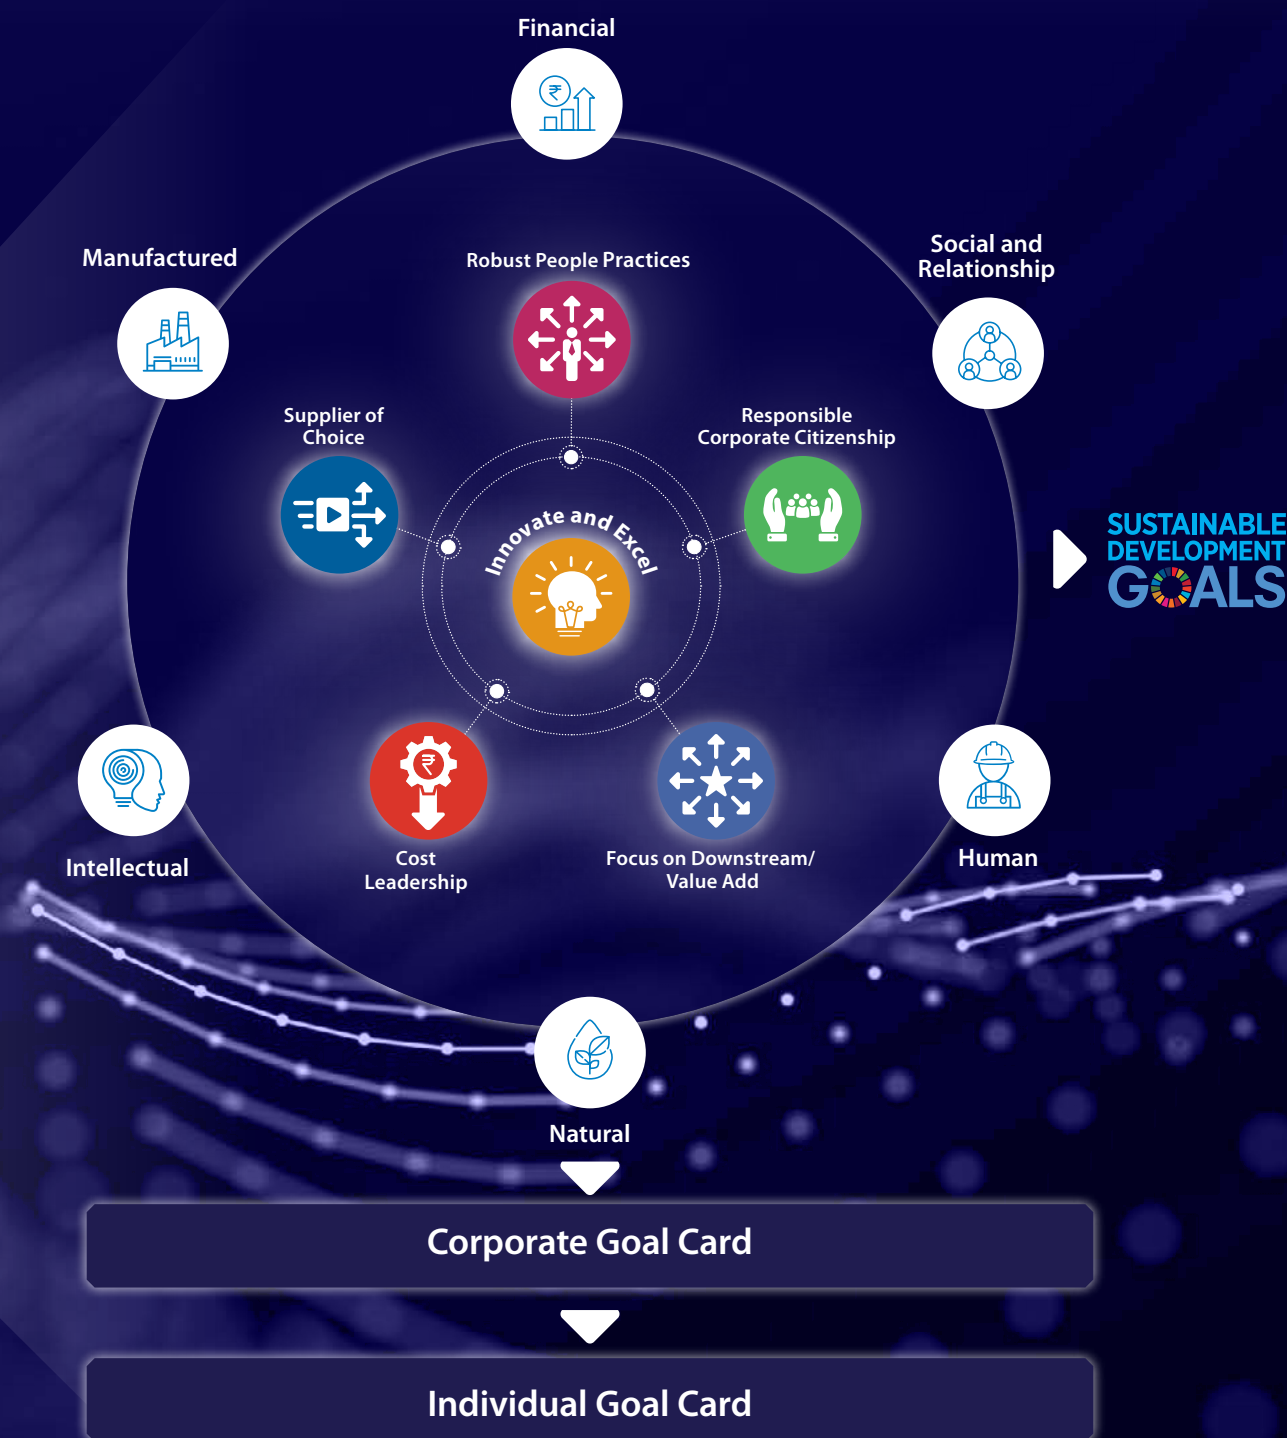 Financial
Manufactured
Social and
Relationship
Robust People Practices
Supplier of
Choice
Responsible
Corporate Citizenship
Innovate and Excel
SUSTAINABLE
DEVELOPMENT
GOALS
Intellectual
Cost
Leadership
Focus on Downstream/
Value Add
Human
Natural
Corporate Goal Card
Individual Goal Card